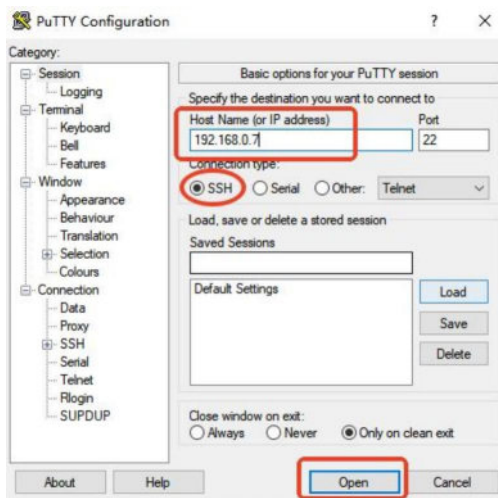 PuTTY Configuration
?
Category:
Session
Logging
Terminal
Keyboard
Bell
Features
Window
Appearance
Behaviour
Translation
Selection
Colours
Connection
Data
Proxy
SSH
Serial
Telnet
Rlogin
SUPDUP
Basic options for your PuTTY session
Specify the destination you want to connect to
Host Name (or IP address)
Port
192.168.0.7
22
Connection type:
SSH
Serial
Other:
Telnet
Load, save or delete a stored session
Saved Sessions
Default Settings
Load
Save
Delete
Close window on exit:
Always
Never
Only on clean exit
About
Help
Open
Cancel